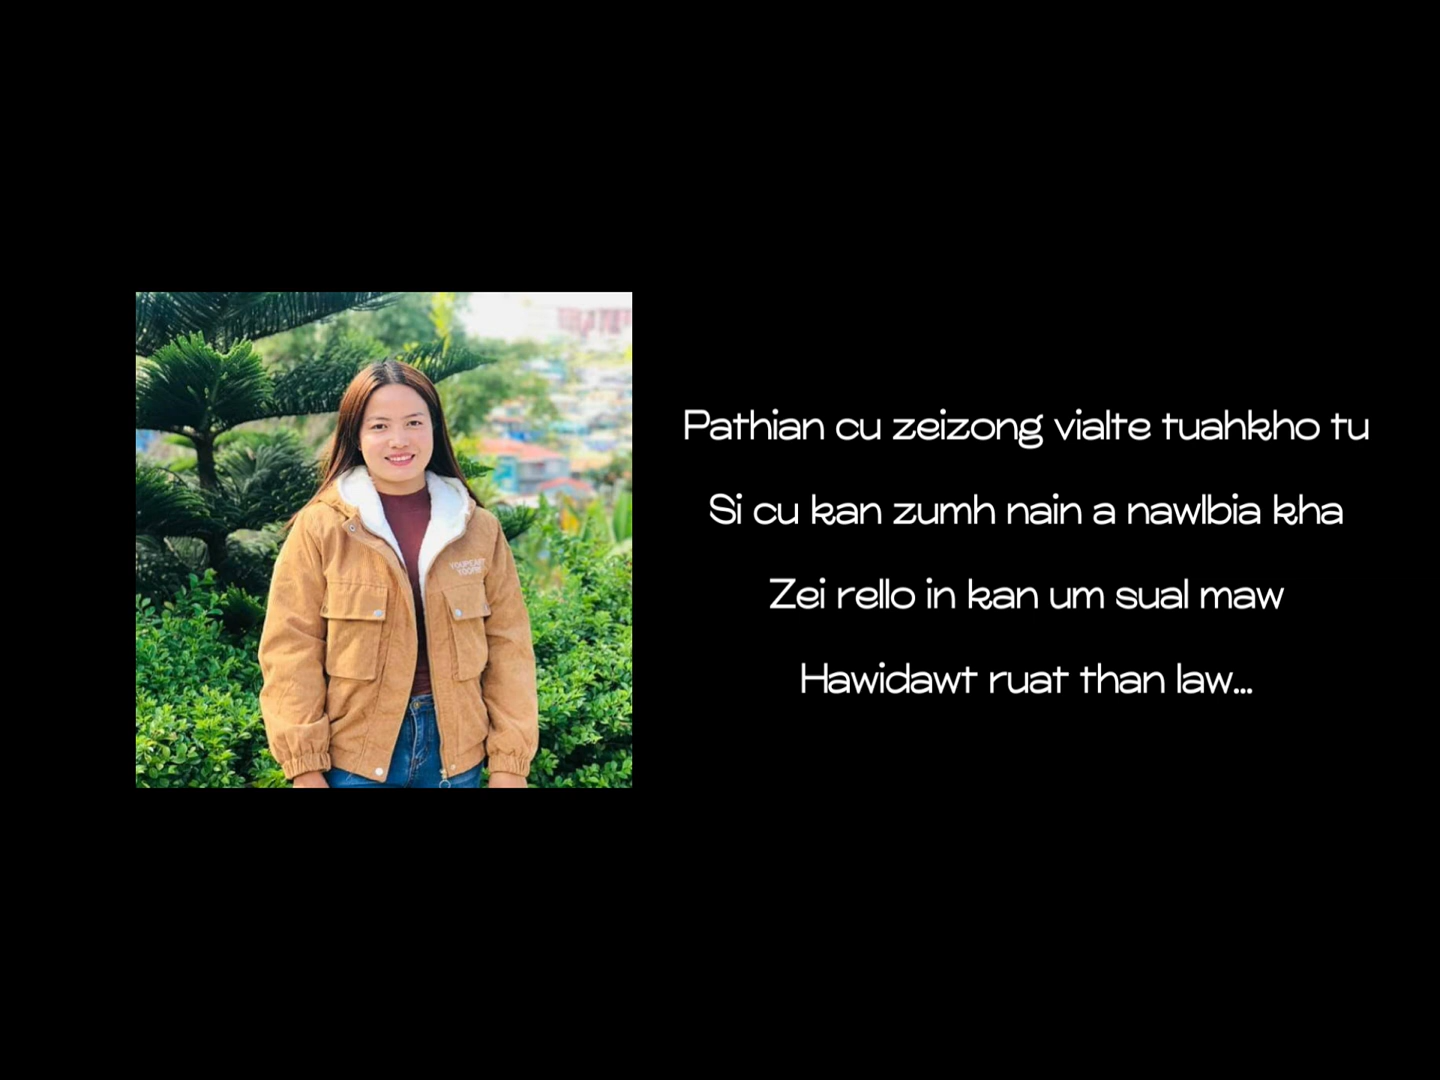 Pathian cu zeizong vialte tuahkho tu
Si cu kan zumh nain a nawlbia kha
Zei rello in kan um sual maw
Hawidawt ruat than law...